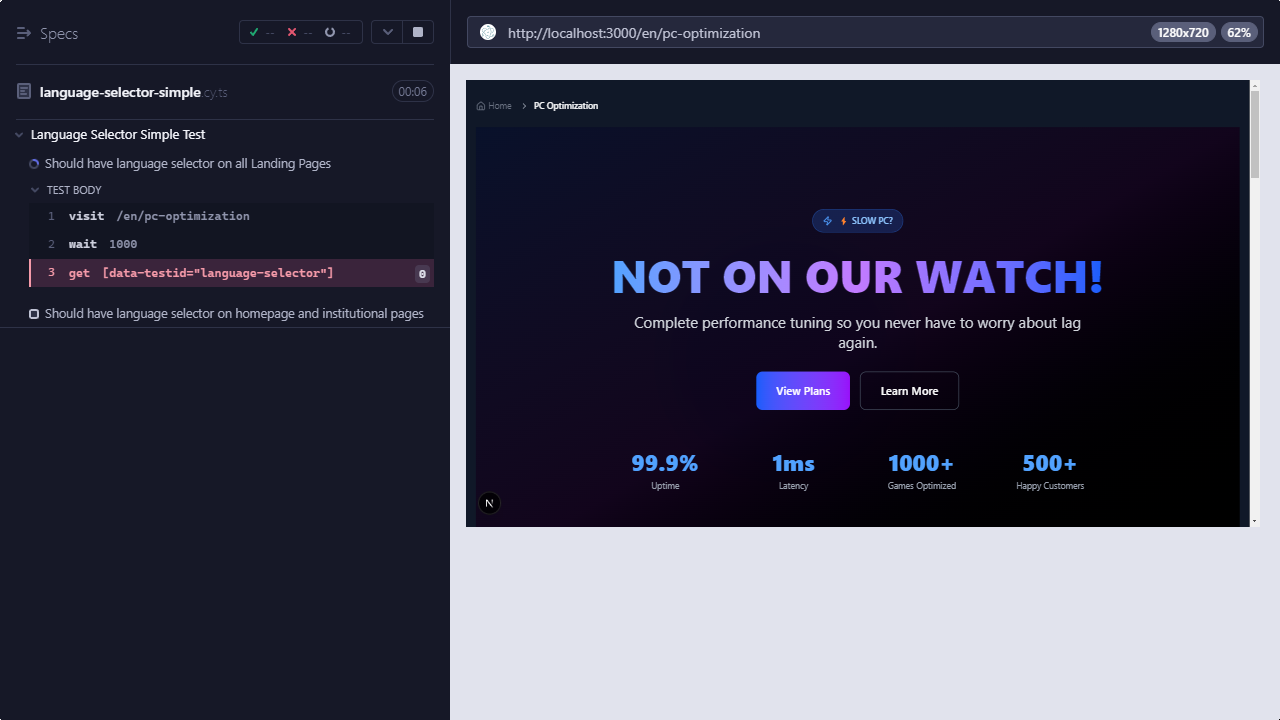 Specs
-- -- --
language-selector-simple.cy.ts
00:06
Language Selector Simple Test
Should have language selector on all Landing Pages
TEST BODY
1 visit /en/pc-optimization
2 wait 1000
3 get [data-testid="language-selector"] 0
Should have language selector on homepage and institutional pages
http://localhost:3000/en/pc-optimization
1280x720 62%
Home > PC Optimization
SLOW PC?
NOT ON OUR WATCH!
Complete performance tuning so you never have to worry about lag
again.
View Plans Learn More
99.9% 1ms 1000+ 500+
Uptime Latency Games Optimized Happy Customers
N